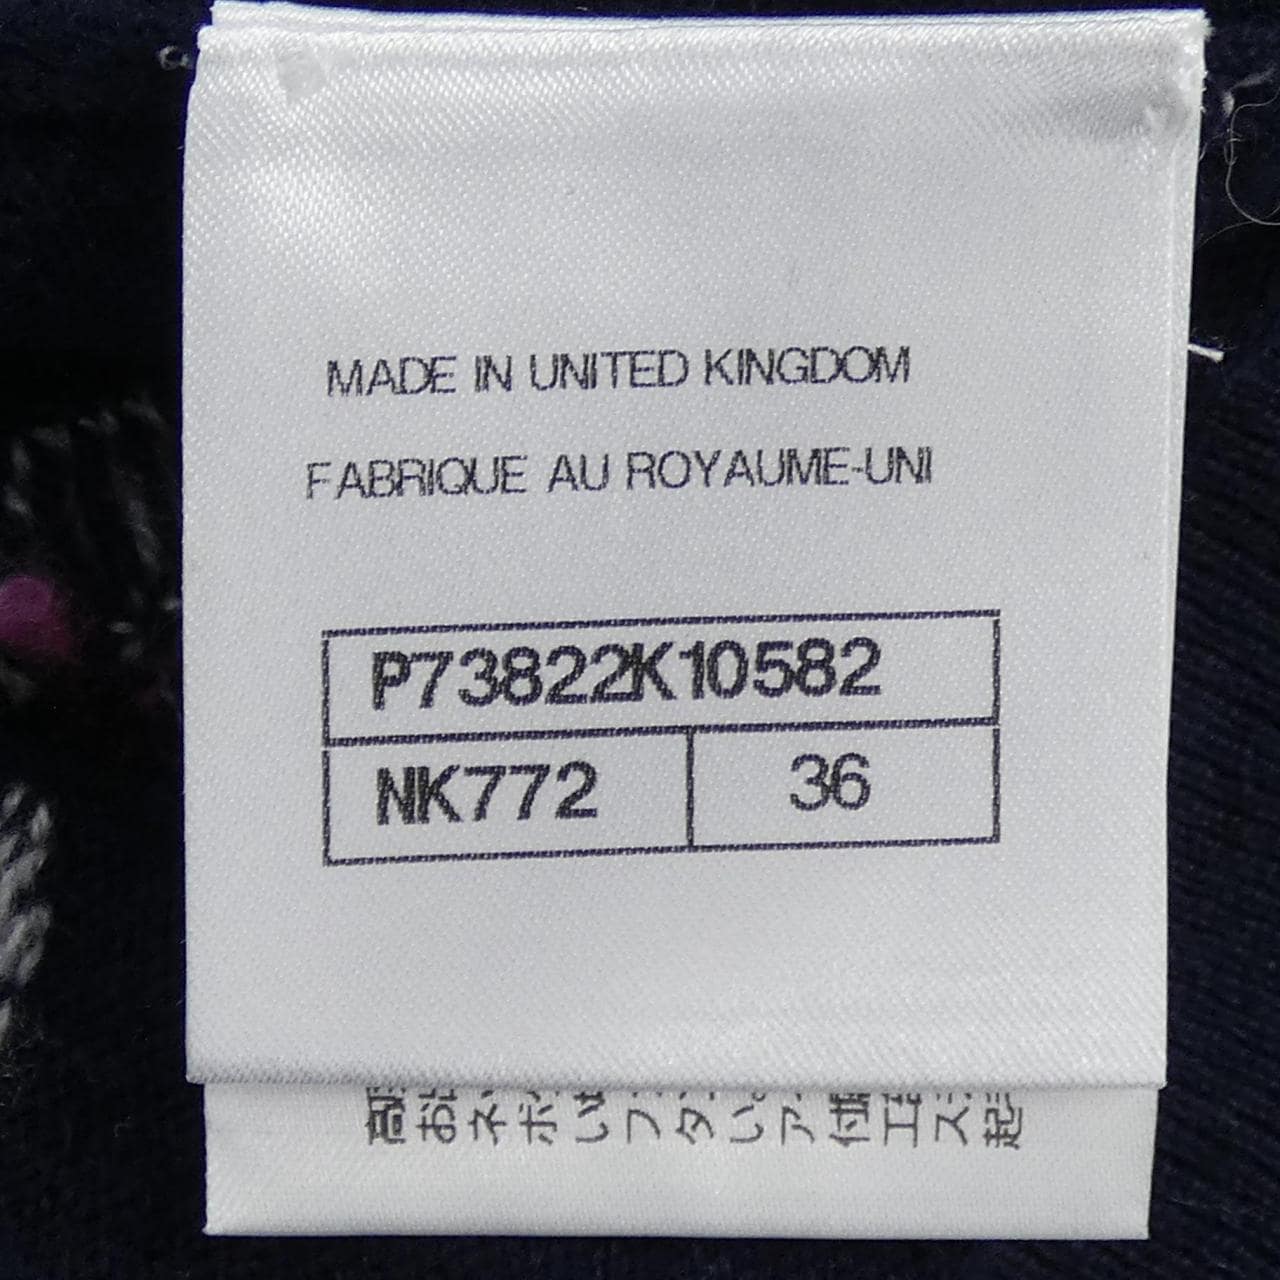 MADE IN UNITED KINGDOM
FABRIQUE AU ROYAUME-UNI
P73822K10582
NK772 36